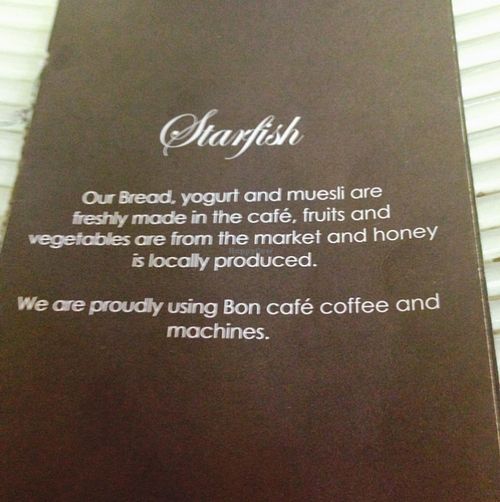 Starfish
Our Bread, yogurt and muesli are
freshly made in the café, fruits and
vegetables are from the market and honey
is locally produced.
We are proudly using Bon café coffee and
machines.